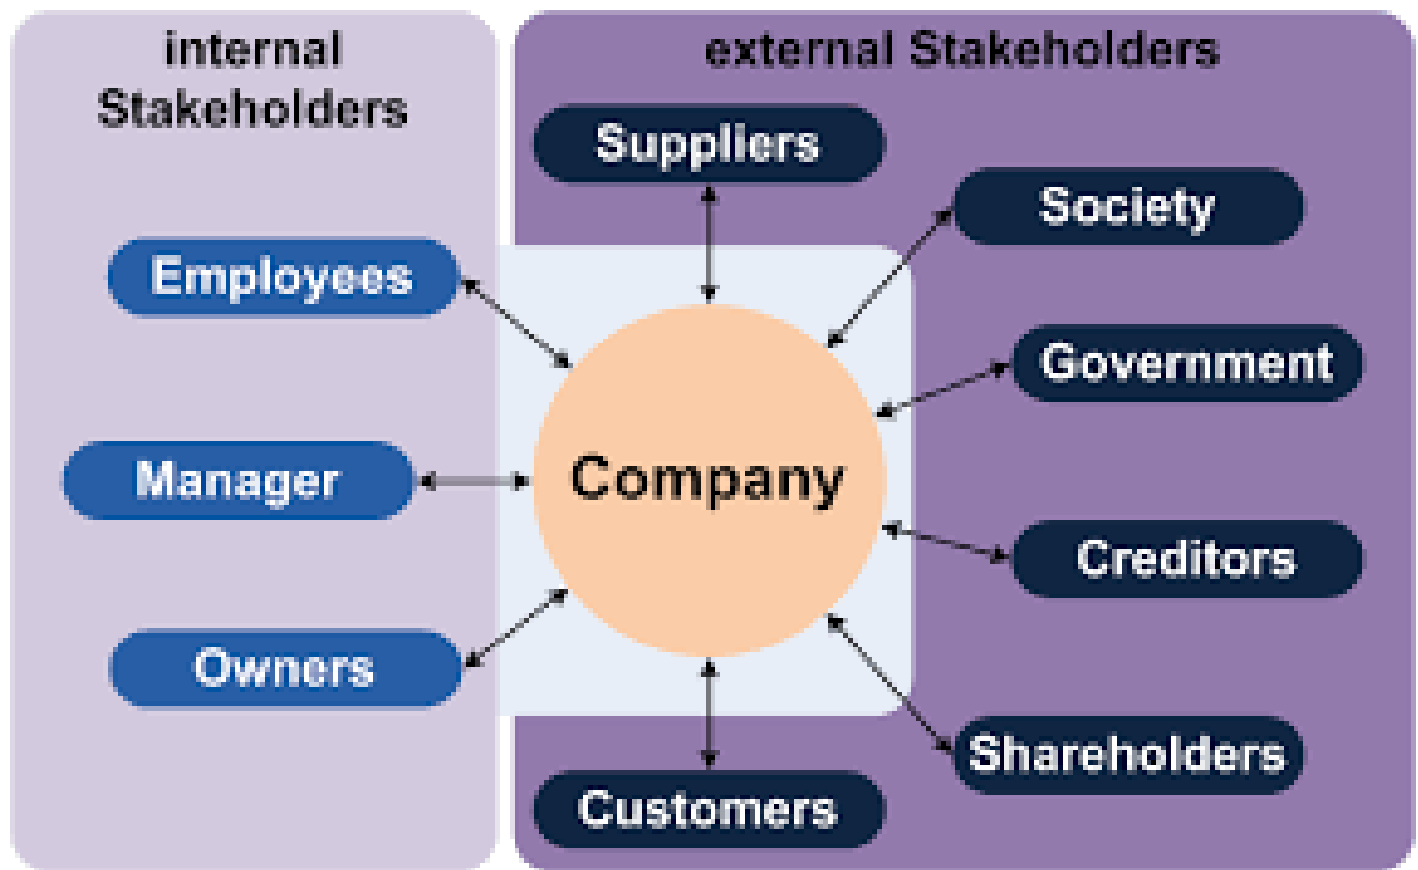 internal
Stakeholders
external Stakeholders
Suppliers
Society
Employees
Government
Manager
Company
Creditors
Owners
Shareholders
Customers